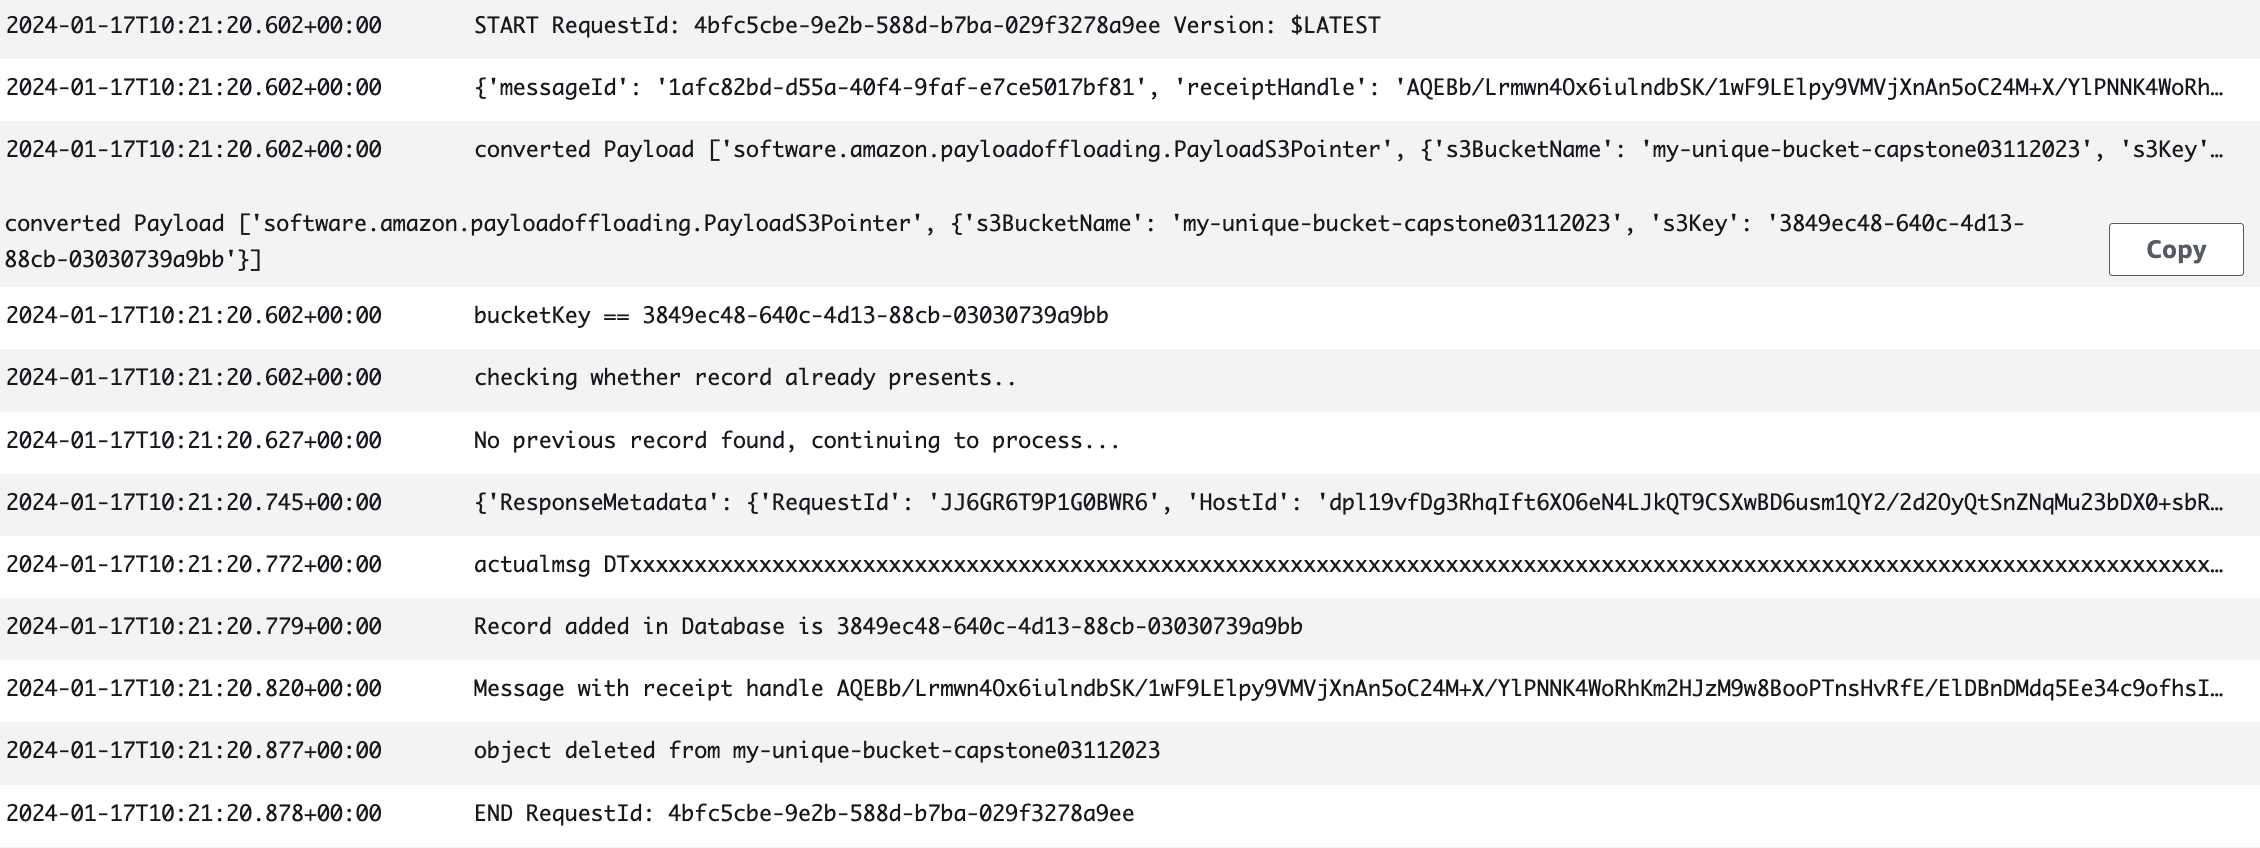 2024-01-17T10:21:20.602+00:00 START RequestId: 4bfc5cbe-9e2b-588d-b7ba-029f3278a9ee Version: $LATEST
2024-01-17T10:21:20.602+00:00 {'messageId': '1afc82bd-d55a-40f4-9faf-e7ce5017bf81', 'receiptHandle': 'AQEBb/Lrmwn4Ox6iulndbSK/1wF9LElpy9VMVjXnAn5oC24M+X/YlPNNK4WoRh…
2024-01-17T10:21:20.602+00:00 converted Payload ['software.amazon.payloadoffloading.PayloadS3Pointer', {'s3BucketName': 'my-unique-bucket-capstone03112023', 's3Key'…
converted Payload ['software.amazon.payloadoffloading.PayloadS3Pointer', {'s3BucketName': 'my-unique-bucket-capstone03112023', 's3Key': '3849ec48-640c-4d13-
88cb-03030739a9bb'}]
Copy
2024-01-17T10:21:20.602+00:00 bucketKey == 3849ec48-640c-4d13-88cb-03030739a9bb
2024-01-17T10:21:20.602+00:00 checking whether record already presents..
2024-01-17T10:21:20.627+00:00 No previous record found, continuing to process...
2024-01-17T10:21:20.745+00:00 {'ResponseMetadata': {'RequestId': 'JJ6GR6T9P1G0BWR6', 'HostId': 'dpl19vfDg3RhqIft6XO6eN4LJkQT9CSXwBD6usm1QY2/2d2OyQtSnZNqMu23bDX0+sbR…
2024-01-17T10:21:20.772+00:00 actualmsg DTxxxxxxxxxxxxxxxxxxxxxxxxxxxxxxxxxxxxxxxxxxxxxxxxxxxxxxxxxxxxxxxxxxxxxxxxxxxxxxxxxxxxxxxxxxxxxxxxxxxxxxxxxxxxxxxxxxxxxxxxxxxxxx…
2024-01-17T10:21:20.779+00:00 Record added in Database is 3849ec48-640c-4d13-88cb-03030739a9bb
2024-01-17T10:21:20.820+00:00 Message with receipt handle AQEBb/Lrmwn4Ox6iulndbSK/1wF9LElpy9VMVjXnAn5oC24M+X/YlPNNK4WoRhKm2HJzM9w8BooPTnsHvRfE/ElDBnDMdq5Ee34c9ofhsI…
2024-01-17T10:21:20.877+00:00 object deleted from my-unique-bucket-capstone03112023
2024-01-17T10:21:20.878+00:00 END RequestId: 4bfc5cbe-9e2b-588d-b7ba-029f3278a9ee